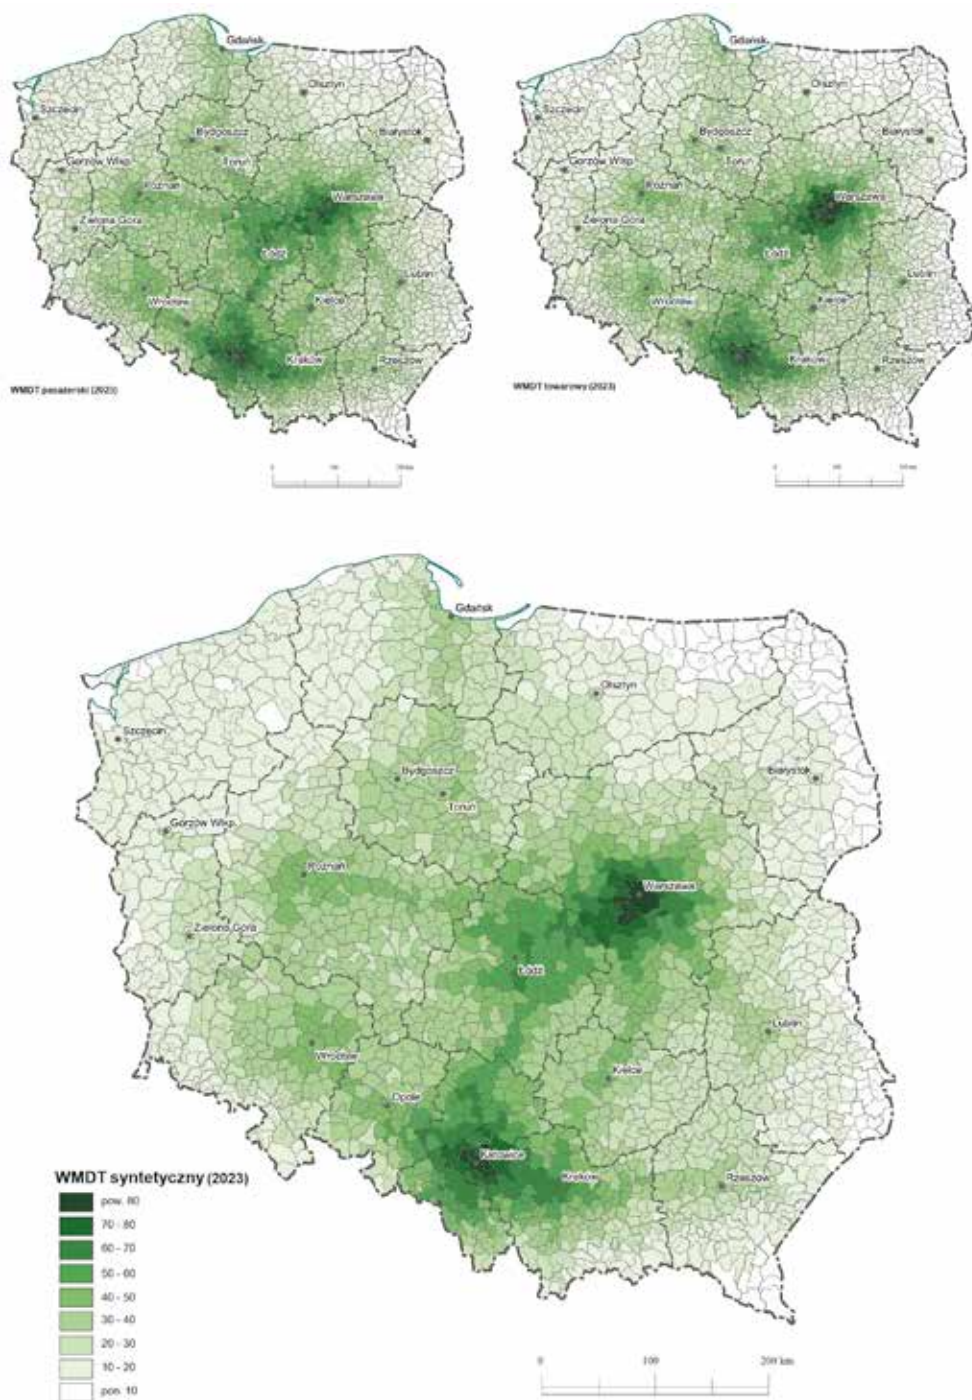 Gdańsk
Olsztyn
Szczecin
Bydgoszcz
Białystok
Toruń
Gorzów Wlkp.
Poznań
Warszawa
Zielona Góra
Łódź
Lublin
Wrocław
Kielce
Kraków
Rzeszów
WMDT pasażerski (2023)
Gdańsk
Olsztyn
Szczecin
Bydgoszcz
Białystok
Toruń
Gorzów Wlkp.
Poznań
Warszawa
Zielona Góra
Łódź
Lublin
Wrocław
Kielce
Kraków
Rzeszów
WMDT towarowy (2023)
Gdańsk
Olsztyn
Szczecin
Bydgoszcz
Białystok
Toruń
Gorzów Wlkp.
Poznań
Warszawa
Zielona Góra
Łódź
Lublin
Wrocław
Kielce
Opole
Katowice
Kraków
Rzeszów
WMDT syntetyczny (2023)
pow. 80
70 - 80
60 - 70
50 - 60
40 - 50
30 - 40
20 - 30
10 - 20
pon. 10
0 100 200 km